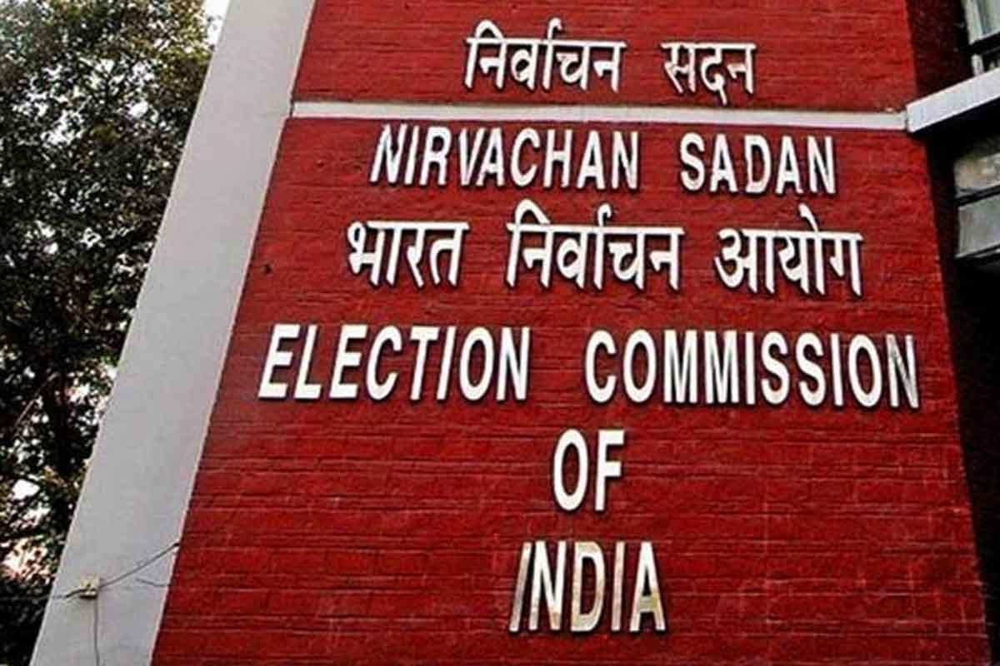 निर्वाचन सदन
NIRVACHAN SADAN
भारत निर्वाचन आयोग
ELECTION COMMISSION
OF
INDIA